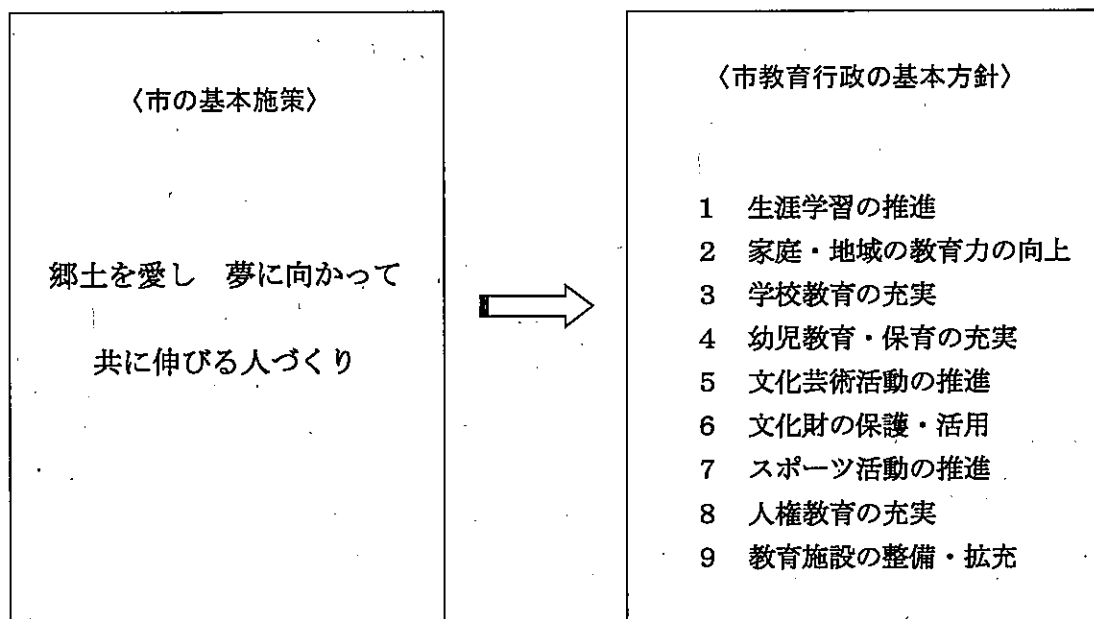 〈市の基本施策〉
郷土を愛し　夢に向かって
共に伸びる人づくり
〈市教育行政の基本方針〉
1　生涯学習の推進
2　家庭・地域の教育力の向上
3　学校教育の充実
4　幼児教育・保育の充実
5　文化芸術活動の推進
6　文化財の保護・活用
7　スポーツ活動の推進
8　人権教育の充実
9　教育施設の整備・拡充